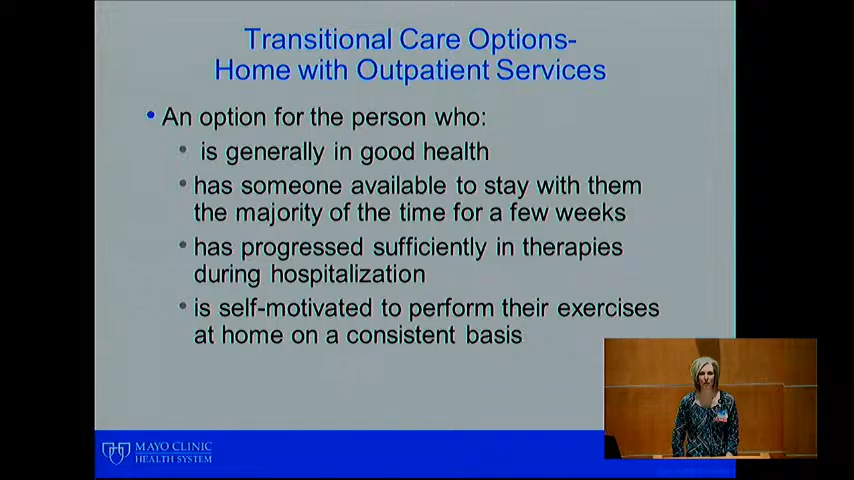 Transitional Care Options-
Home with Outpatient Services
• An option for the person who:
• is generally in good health
• has someone available to stay with them
the majority of the time for a few weeks
• has progressed sufficiently in therapies
during hospitalization
• is self-motivated to perform their exercises
at home on a consistent basis
MAYO CLINIC
HEALTH SYSTEM